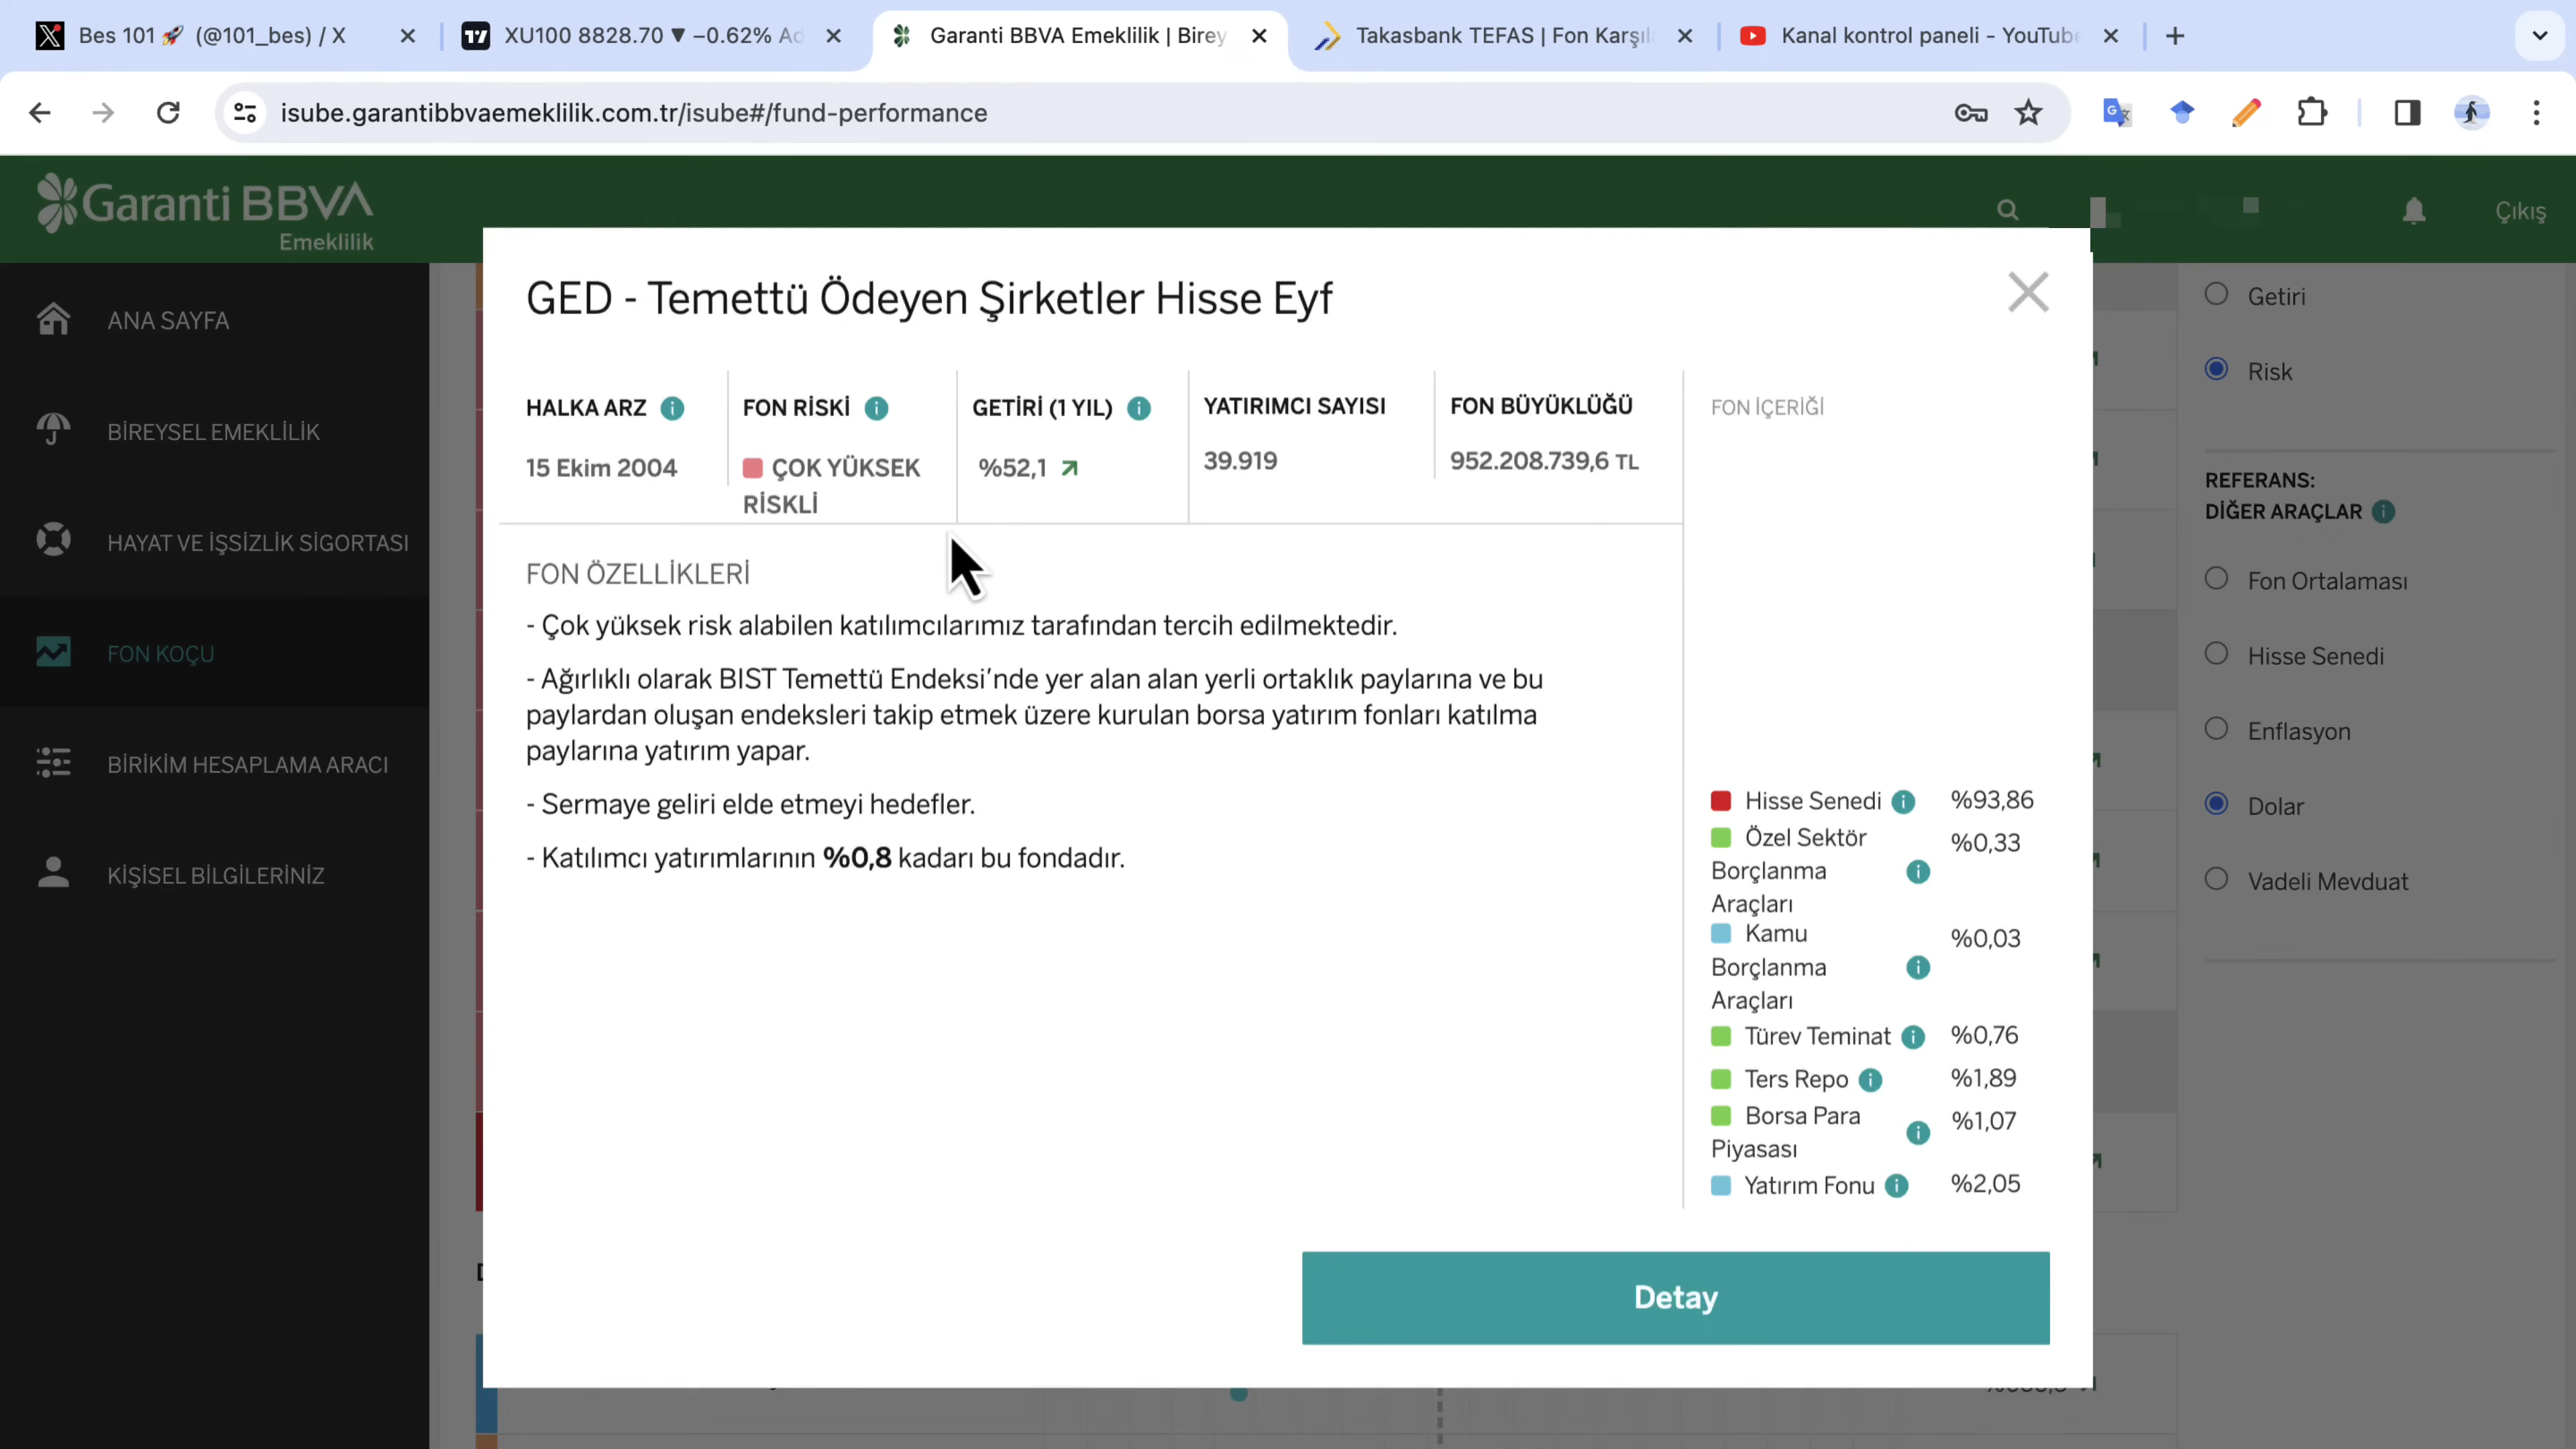 Bes 101 🚀 (@101_bes) / X
XU100 8828.70 ▼ −0.62% Ad
Garanti BBVA Emeklilik | Birey
Takasbank TEFAS | Fon Karşıla
Kanal kontrol paneli - YouTube
isube.garantibbvaemeklilik.com.tr/isube#/fund-performance
Garanti BBVA
Emeklilik
Çıkış
ANA SAYFA
BİREYSEL EMEKLİLİK
HAYAT VE İŞSİZLİK SİGORTASI
FON KOÇU
BİRİKİM HESAPLAMA ARACI
KİŞİSEL BİLGİLERİNİZ
GED - Temettü Ödeyen Şirketler Hisse Eyf
HALKA ARZ
15 Ekim 2004
FON RİSKİ
ÇOK YÜKSEK
RİSKLİ
GETİRİ (1 YIL)
%52,1
YATIRIMCI SAYISI
39.919
FON BÜYÜKLÜĞÜ
952.208.739,6 TL
FON ÖZELLİKLERİ
- Çok yüksek risk alabilen katılımcılarımız tarafından tercih edilmektedir.
- Ağırlıklı olarak BIST Temettü Endeksi’nde yer alan alan yerli ortaklık paylarına ve bu
paylardan oluşan endeksleri takip etmek üzere kurulan borsa yatırım fonları katılma
paylarına yatırım yapar.
- Sermaye geliri elde etmeyi hedefler.
- Katılımcı yatırımlarının %0,8 kadarı bu fondadır.
FON İÇERİĞİ
Hisse Senedi %93,86
Özel Sektör %0,33
Borçlanma
Araçları
Kamu %0,03
Borçlanma
Araçları
Türev Teminat %0,76
Ters Repo %1,89
Borsa Para %1,07
Piyasası
Yatırım Fonu %2,05
Detay
Getiri
Risk
REFERANS:
DİĞER ARAÇLAR
Fon Ortalaması
Hisse Senedi
Enflasyon
Dolar
Vadeli Mevduat